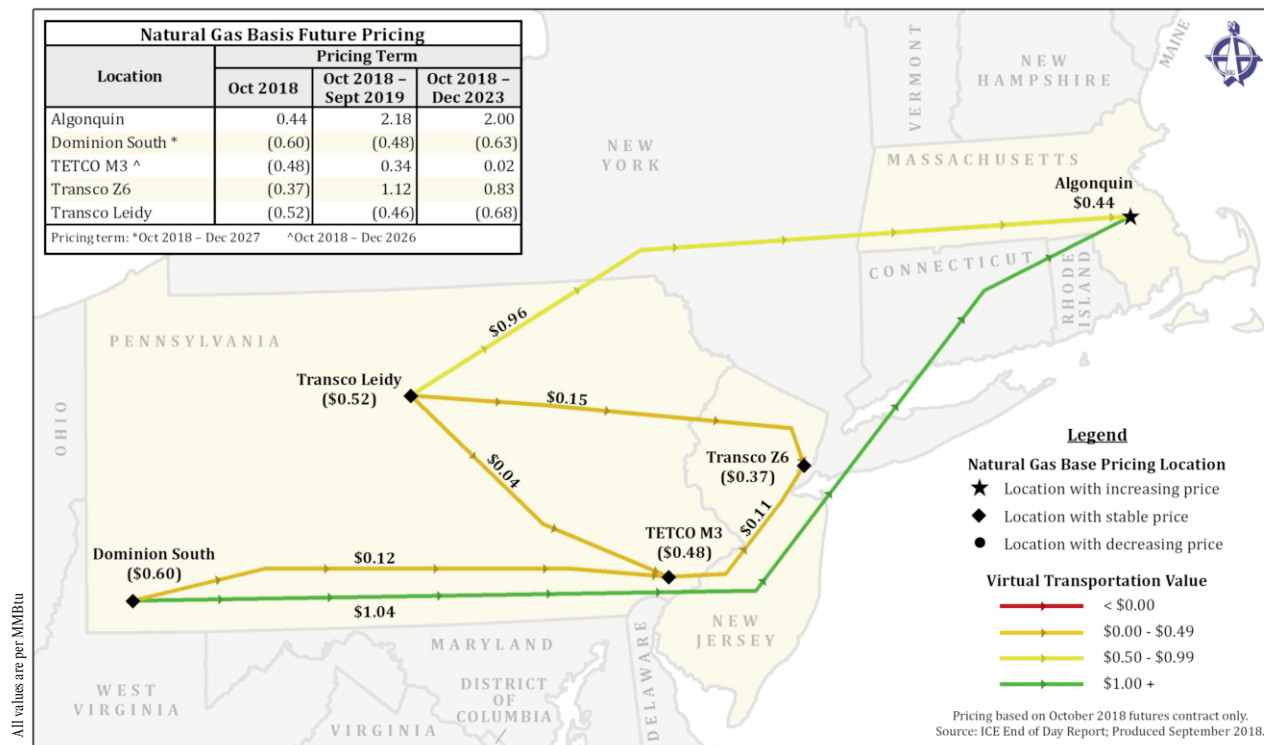 Natural Gas Basis Future Pricing
Location
Pricing Term
Oct 2018
Oct 2018 –
Sept 2019
Oct 2018 –
Dec 2023
Algonquin 0.44 2.18 2.00
Dominion South * (0.60) (0.48) (0.63)
TETCO M3 ^ (0.48) 0.34 0.02
Transco Z6 (0.37) 1.12 0.83
Transco Leidy (0.52) (0.46) (0.68)
Pricing term: *Oct 2018 – Dec 2027 ^Oct 2018 – Dec 2026
VERMONT
NEW
HAMPSHIRE
MAINE
NEW
YORK
MASSACHUSETTS
Algonquin
$0.44
CONNECTICUT
RHODE
ISLAND
PENNSYLVANIA
$0.96
Transco Leidy
($0.52)
$0.15
OHIO
$0.04
Transco Z6
($0.37)
$0.11
TETCO M3
($0.48)
Dominion South
($0.60)
$0.12
$1.04
NEW
JERSEY
MARYLAND
DELAWARE
WEST
VIRGINIA
VIRGINIA
DISTRICT
OF
COLUMBIA
Legend
Natural Gas Base Pricing Location
Location with increasing price
Location with stable price
Location with decreasing price
Virtual Transportation Value
< $0.00
$0.00 - $0.49
$0.50 - $0.99
$1.00 +
Pricing based on October 2018 futures contract only.
Source: ICE End of Day Report; Produced September 2018.
All values are per MMBtu